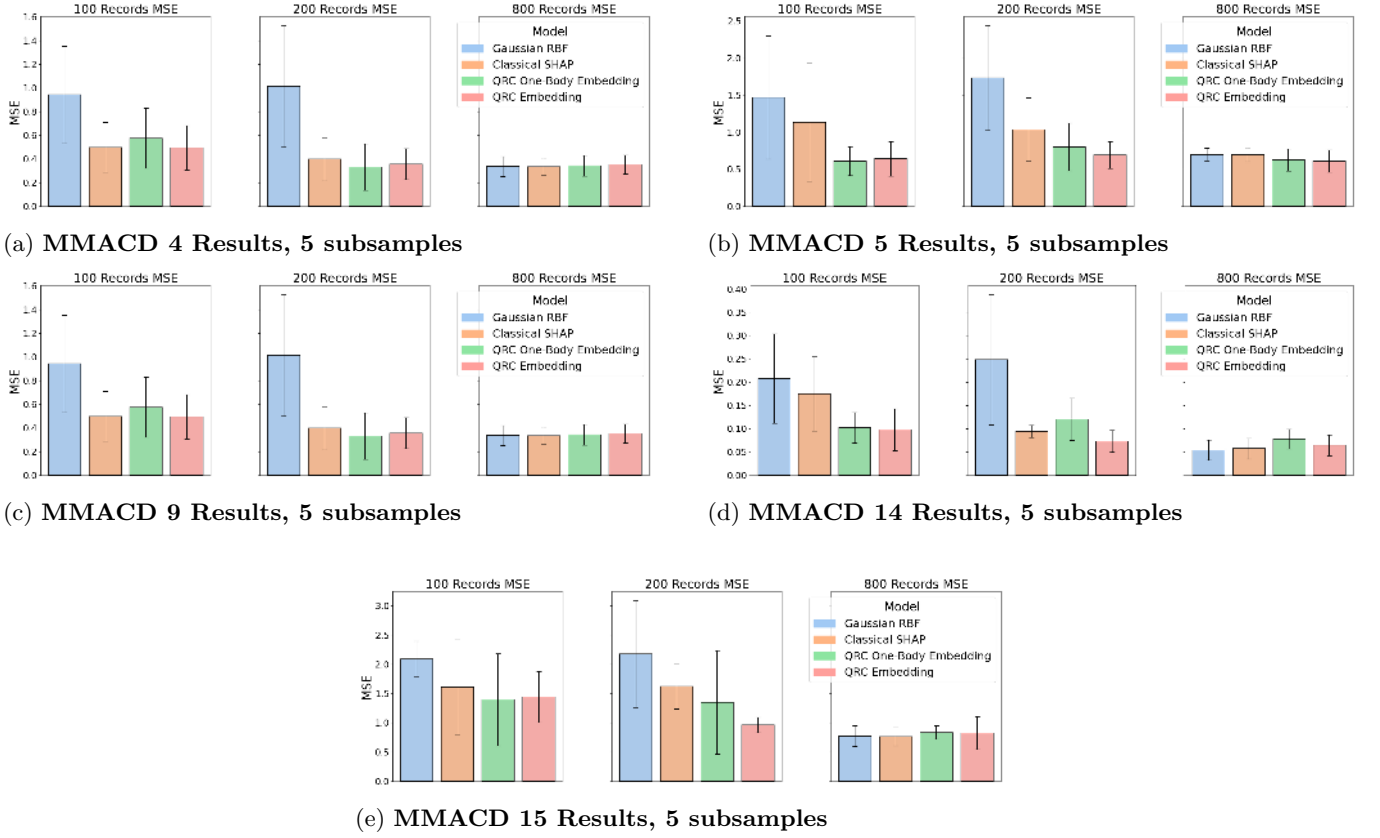 100 Records MSE
200 Records MSE
800 Records MSE
1.6
1.4
1.2
1.0
0.8
0.6
0.4
0.2
0.0
MSE
Model
Gaussian RBF
Classical SHAP
QRC One-Body Embedding
QRC Embedding
(a) MMACD 4 Results, 5 subsamples
100 Records MSE
200 Records MSE
800 Records MSE
2.5
2.0
1.5
1.0
0.5
0.0
MSE
Model
Gaussian RBF
Classical SHAP
QRC One-Body Embedding
QRC Embedding
(b) MMACD 5 Results, 5 subsamples
100 Records MSE
200 Records MSE
800 Records MSE
1.6
1.4
1.2
1.0
0.8
0.6
0.4
0.2
0.0
MSE
Model
Gaussian RBF
Classical SHAP
QRC One-Body Embedding
QRC Embedding
(c) MMACD 9 Results, 5 subsamples
100 Records MSE
200 Records MSE
800 Records MSE
0.40
0.35
0.30
0.25
0.20
0.15
0.10
0.05
0.00
MSE
Model
Gaussian RBF
Classical SHAP
QRC One-Body Embedding
QRC Embedding
(d) MMACD 14 Results, 5 subsamples
100 Records MSE
200 Records MSE
800 Records MSE
3.0
2.5
2.0
1.5
1.0
0.5
0.0
MSE
Model
Gaussian RBF
Classical SHAP
QRC One-Body Embedding
QRC Embedding
(e) MMACD 15 Results, 5 subsamples